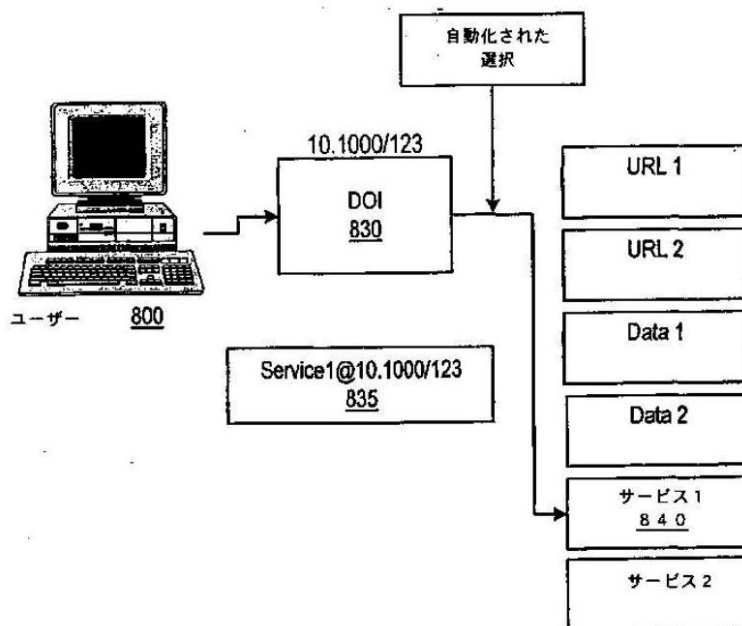 自動化された
選択
10.1000/123
DOI
830
ユーザー 800
Service1@10.1000/123
835
URL 1
URL 2
Data 1
Data 2
サービス1
840
サービス2